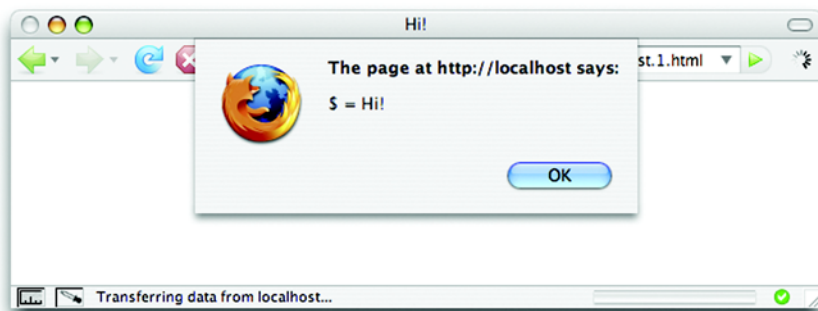 Hi!
The page at http://localhost says:
st.1.html
$ = Hi!
OK
Transferring data from localhost...